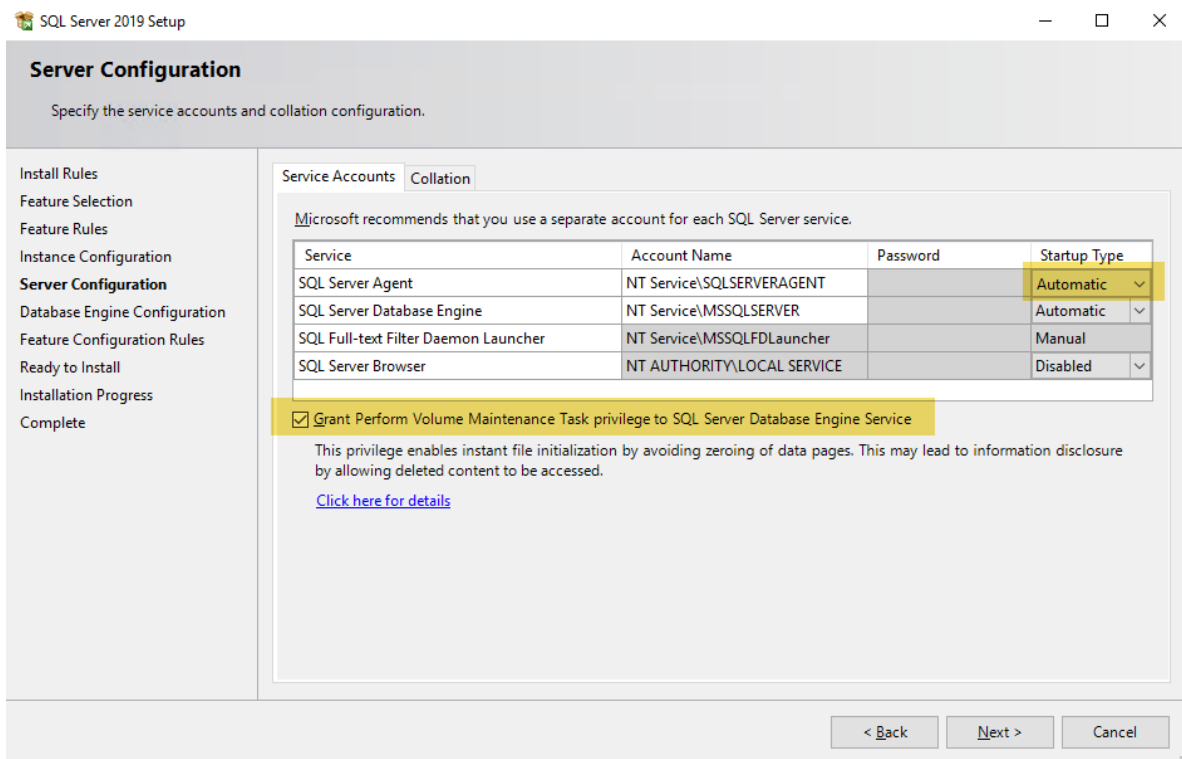 SQL Server 2019 Setup
Server Configuration
Specify the service accounts and collation configuration.
Install Rules
Feature Selection
Feature Rules
Instance Configuration
Server Configuration
Database Engine Configuration
Feature Configuration Rules
Ready to Install
Installation Progress
Complete
Service Accounts Collation
Microsoft recommends that you use a separate account for each SQL Server service.
Service Account Name Password Startup Type
SQL Server Agent NT Service\SQLSERVERAGENT Automatic
SQL Server Database Engine NT Service\MSSQLSERVER Automatic
SQL Full-text Filter Daemon Launcher NT Service\MSSQLFDLauncher Manual
SQL Server Browser NT AUTHORITY\LOCAL SERVICE Disabled
Grant Perform Volume Maintenance Task privilege to SQL Server Database Engine Service
This privilege enables instant file initialization by avoiding zeroing of data pages. This may lead to information disclosure
by allowing deleted content to be accessed.
Click here for details
< Back Next > Cancel